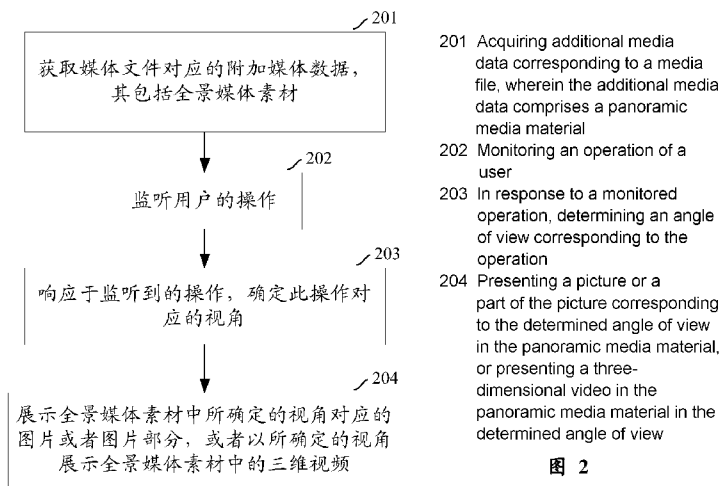 201
获取媒体文件对应的附加媒体数据，
其包括全景媒体素材
202
监听用户的操作
203
响应于监听到的操作，确定此操作对
应的视角
204
展示全景媒体素材中所确定的视角对应的
图片或者图片部分，或者以所确定的视角
展示全景媒体素材中的三维视频
201 Acquiring additional media
data corresponding to a media
file, wherein the additional media
data comprises a panoramic
media material
202 Monitoring an operation of a
user
203 In response to a monitored
operation, determining an angle
of view corresponding to the
operation
204 Presenting a picture or a
part of the picture corresponding
to the determined angle of view
in the panoramic media material,
or presenting a three-
dimensional video in the
panoramic media material in the
determined angle of view
图 2